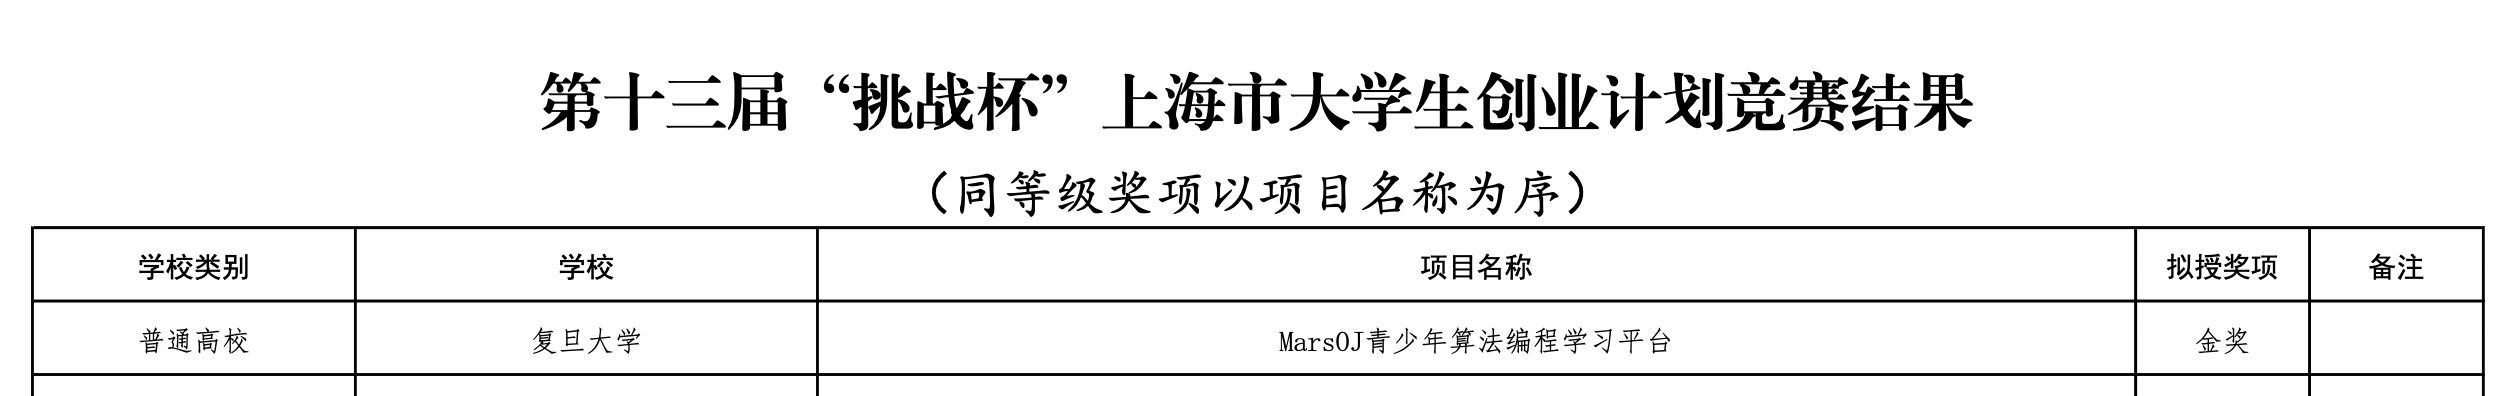 第十三届“挑战杯”上海市大学生创业计划竞赛终审结果
(同等奖级次以项目名称为序)
学校类别 学校 项目名称 拟授奖项 备注
普通高校 复旦大学 MarsOJ青少年算法编程学习平台 金奖